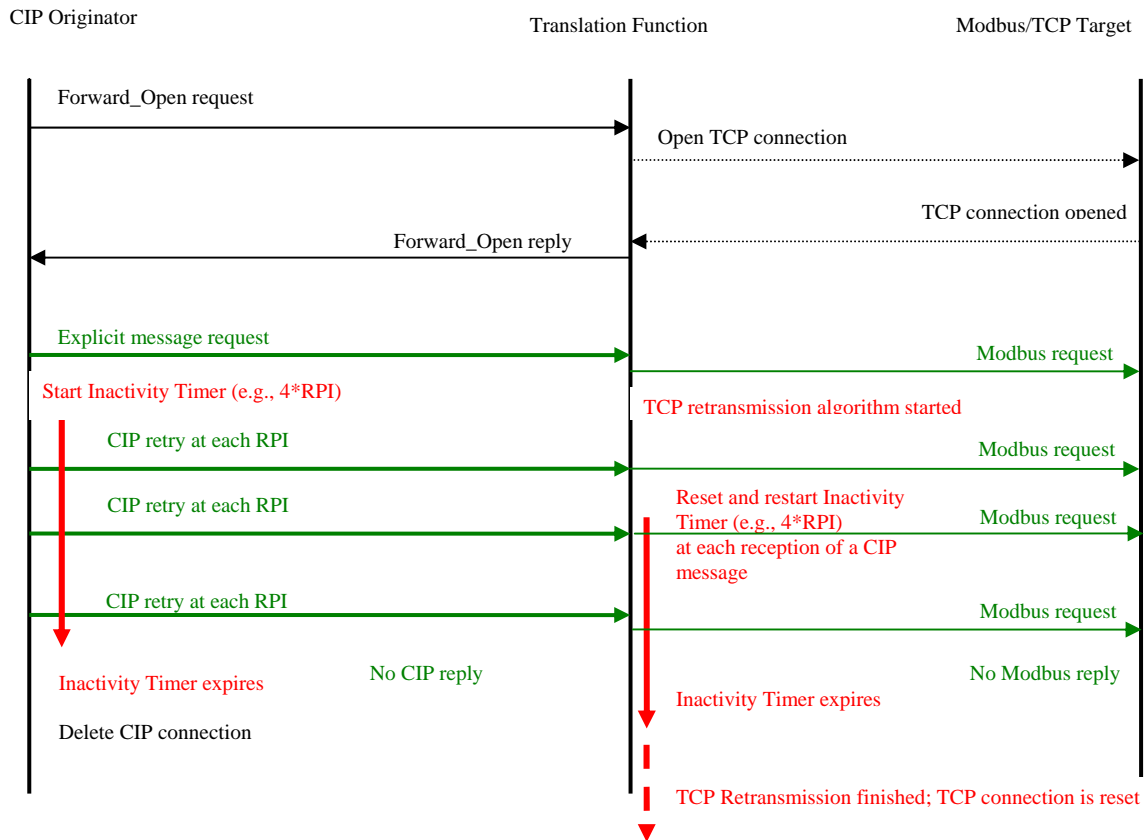 CIP Originator
Translation Function
Modbus/TCP Target
Forward_Open request
Open TCP connection
TCP connection opened
Forward_Open reply
Explicit message request
Modbus request
Start Inactivity Timer (e.g., 4*RPI)
TCP retransmission algorithm started
CIP retry at each RPI
Modbus request
CIP retry at each RPI
Reset and restart Inactivity
Timer (e.g., 4*RPI)
at each reception of a CIP
message
Modbus request
CIP retry at each RPI
Modbus request
Inactivity Timer expires
No CIP reply
No Modbus reply
Inactivity Timer expires
Delete CIP connection
TCP Retransmission finished; TCP connection is reset